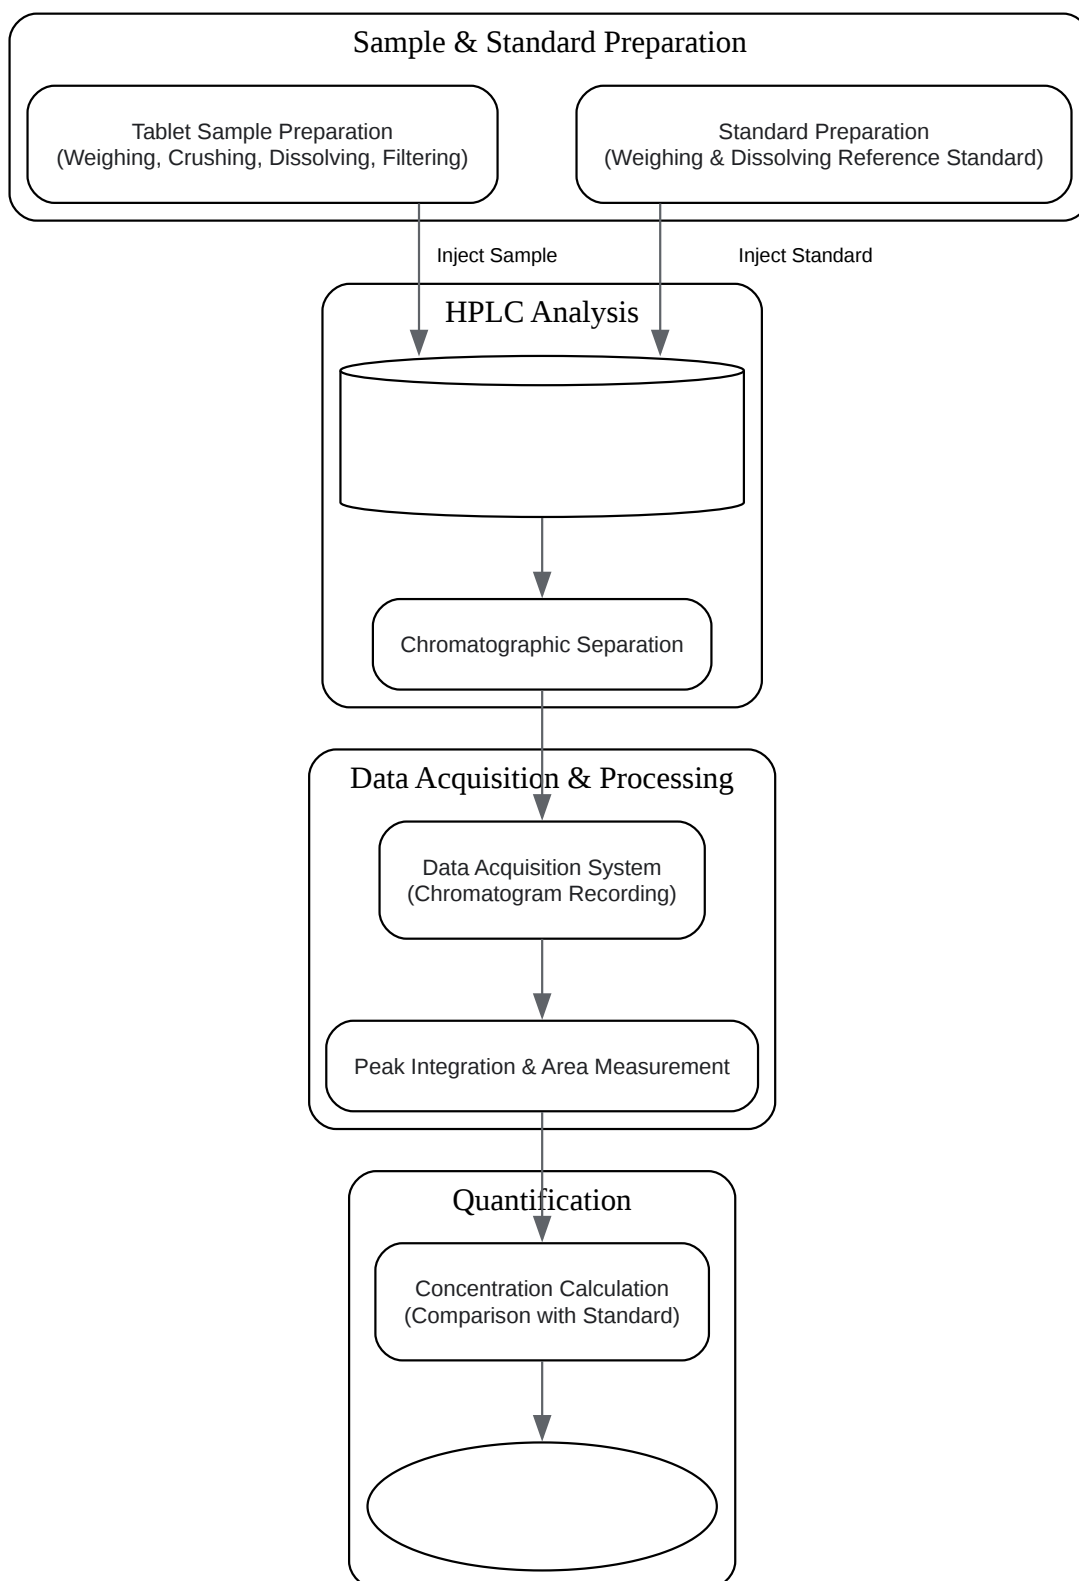 Sample & Standard Preparation
Tablet Sample Preparation
(Weighing, Crushing, Dissolving, Filtering)
Standard Preparation
(Weighing & Dissolving Reference Standard)
Inject Sample
Inject Standard
HPLC Analysis
Chromatographic Separation
Data Acquisition & Processing
Data Acquisition System
(Chromatogram Recording)
Peak Integration & Area Measurement
Quantification
Concentration Calculation
(Comparison with Standard)